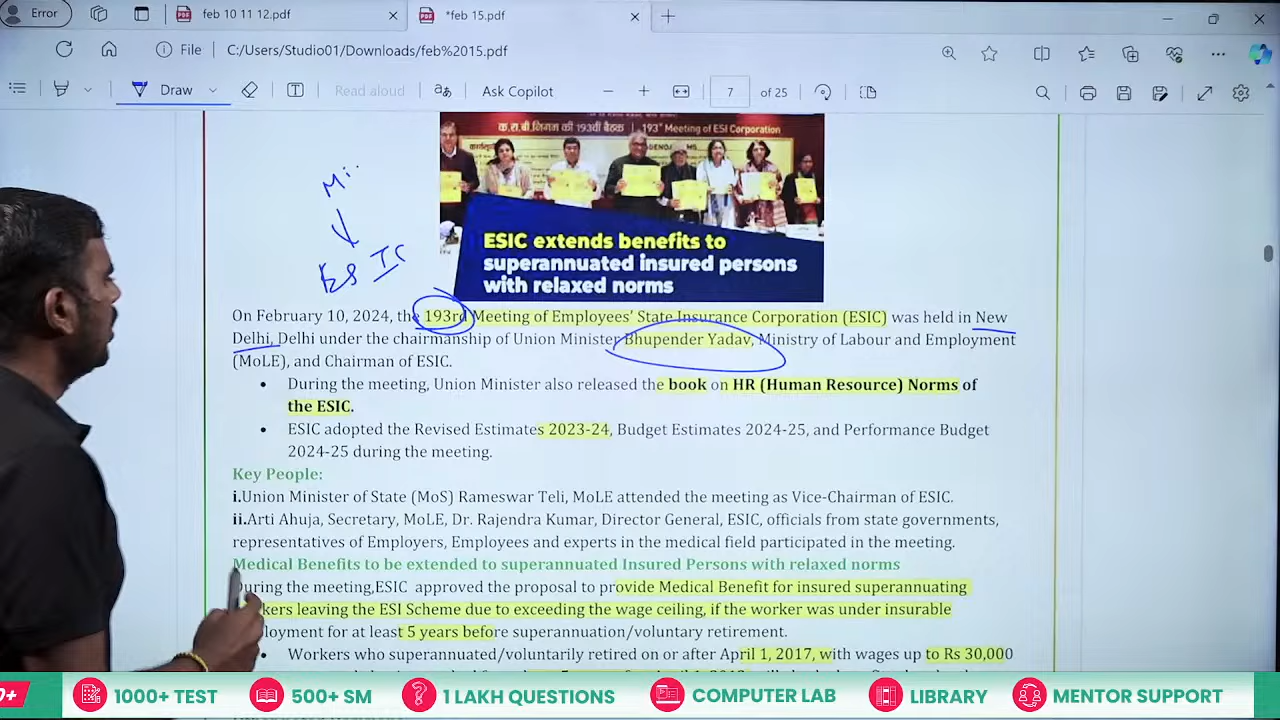 Error
feb 10 11 12.pdf
*feb 15.pdf
File
C:/Users/Studio01/Downloads/feb%2015.pdf
Draw
Read aloud
Ask Copilot
7
of 25
क.रा.बी.निगम की 193वीं बैठक | 193rd Meeting of ESI Corporation
ESIC extends benefits to
superannuated insured persons
with relaxed norms
Mi..
ESIC
On February 10, 2024, the 193rd Meeting of Employees' State Insurance Corporation (ESIC) was held in New
Delhi, Delhi under the chairmanship of Union Minister Bhupender Yadav, Ministry of Labour and Employment
(MoLE), and Chairman of ESIC.
• During the meeting, Union Minister also released the book on HR (Human Resource) Norms of
the ESIC.
• ESIC adopted the Revised Estimates 2023-24, Budget Estimates 2024-25, and Performance Budget
2024-25 during the meeting.
Key People:
i.Union Minister of State (MoS) Rameswar Teli, MoLE attended the meeting as Vice-Chairman of ESIC.
ii.Arti Ahuja, Secretary, MoLE, Dr. Rajendra Kumar, Director General, ESIC, officials from state governments,
representatives of Employers, Employees and experts in the medical field participated in the meeting.
Medical Benefits to be extended to superannuated Insured Persons with relaxed norms
During the meeting,ESIC approved the proposal to provide Medical Benefit for insured superannuating
kers leaving the ESI Scheme due to exceeding the wage ceiling, if the worker was under insurable
loyment for at least 5 years before superannuation/voluntary retirement.
• Workers who superannuated/voluntarily retired on or after April 1, 2017, with wages up to Rs 30,000
0+
1000+ TEST
500+ SM
1 LAKH QUESTIONS
COMPUTER LAB
LIBRARY
MENTOR SUPPORT